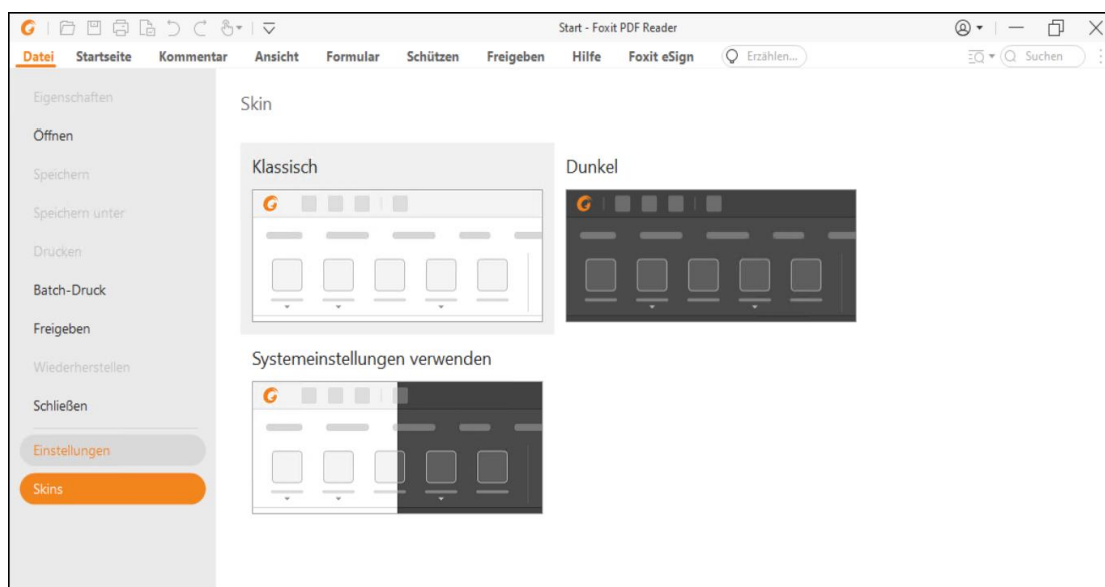 Start - Foxit PDF Reader
Datei Startseite Kommentar Ansicht Formular Schützen Freigeben Hilfe Foxit eSign Erzählen... Suchen
Eigenschaften
Öffnen
Speichern
Speichern unter
Drucken
Batch-Druck
Freigeben
Wiederherstellen
Schließen
Einstellungen
Skins
Skin
Klassisch
Dunkel
Systemeinstellungen verwenden